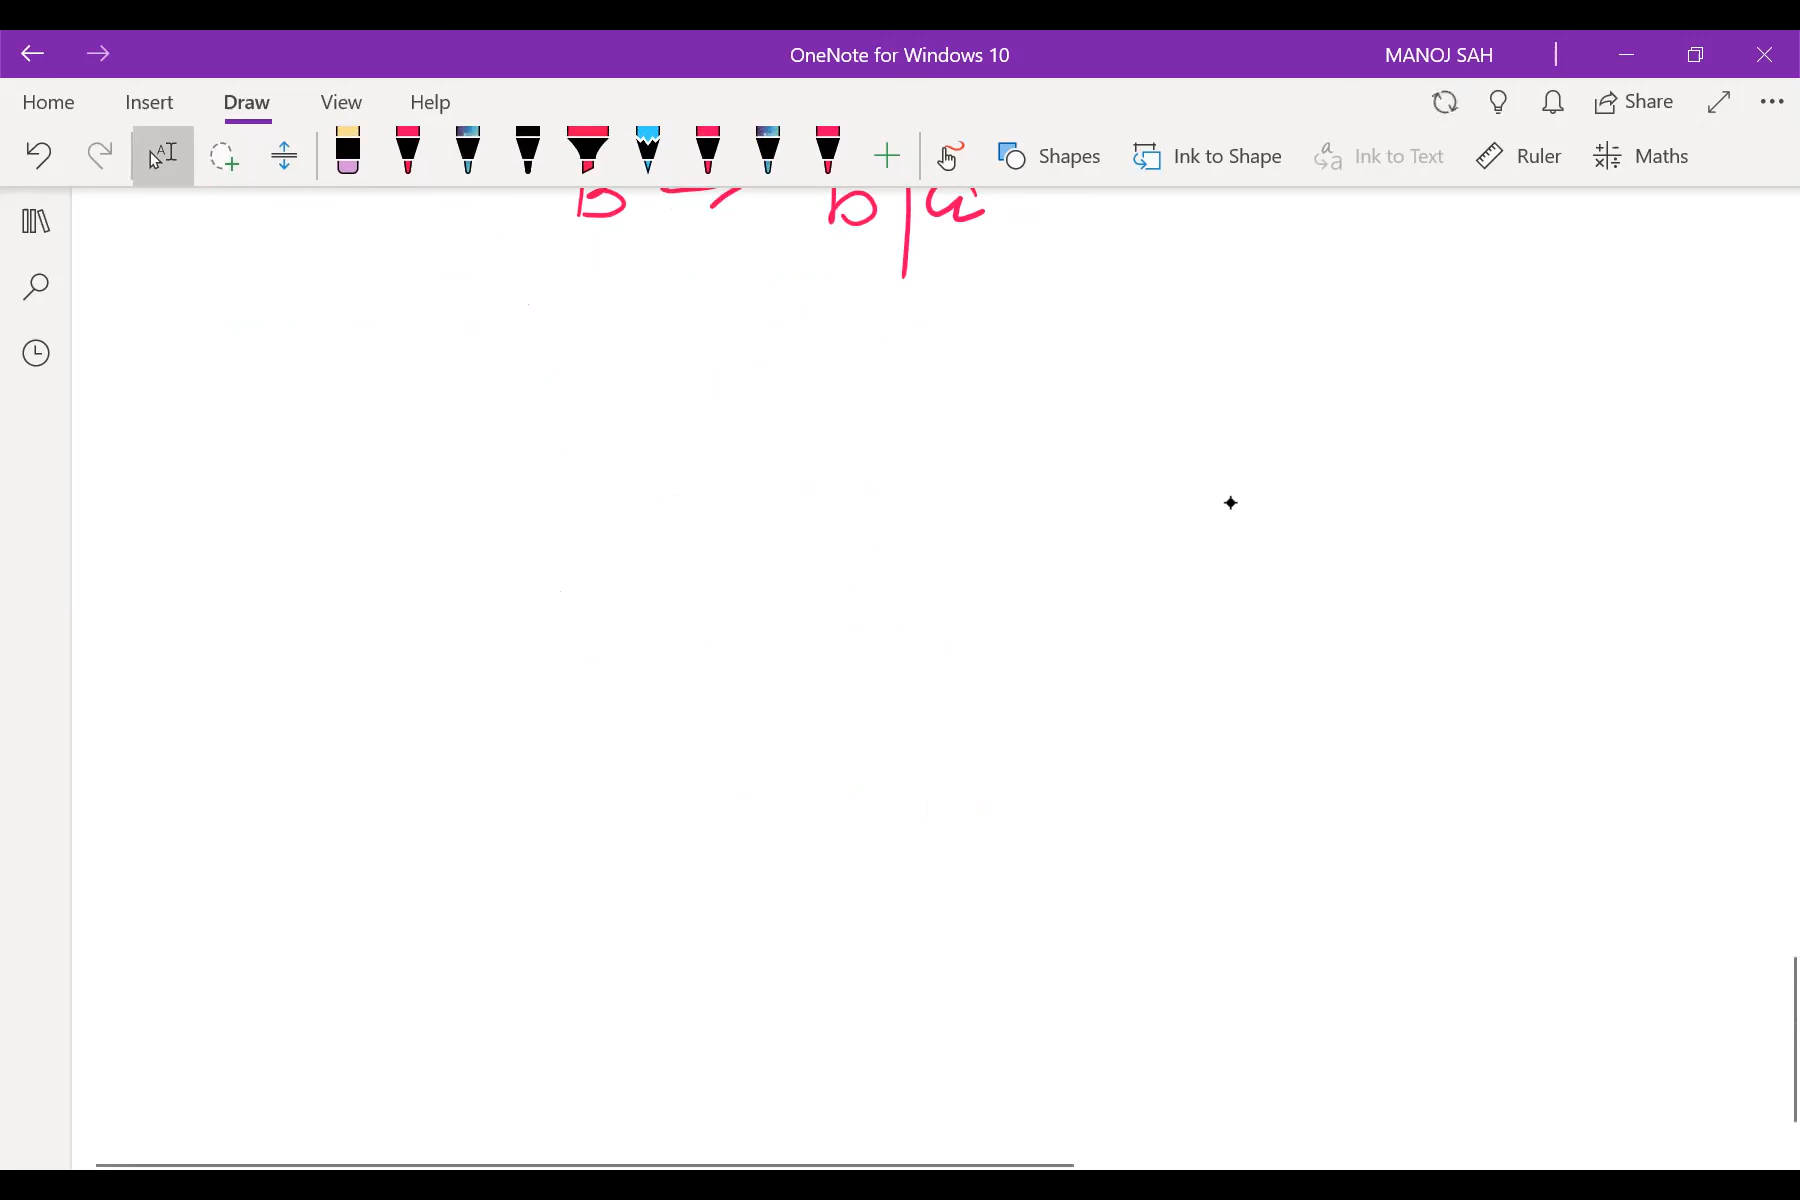 OneNote for Windows 10
MANOJ SAH
Home Insert Draw View Help
Share
Shapes
Ink to Shape
Ink to Text
Ruler
Maths
B → b|a